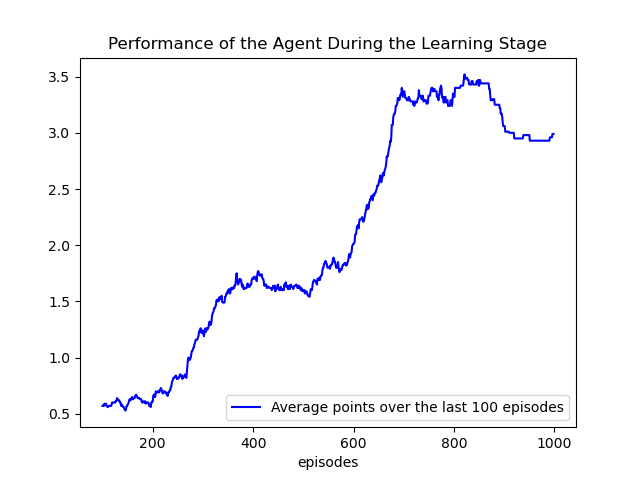 Performance of the Agent During the Learning Stage
3.5
3.0
2.5
2.0
1.5
1.0
0.5
Average points over the last 100 episodes
200 400 600 800 1000
episodes